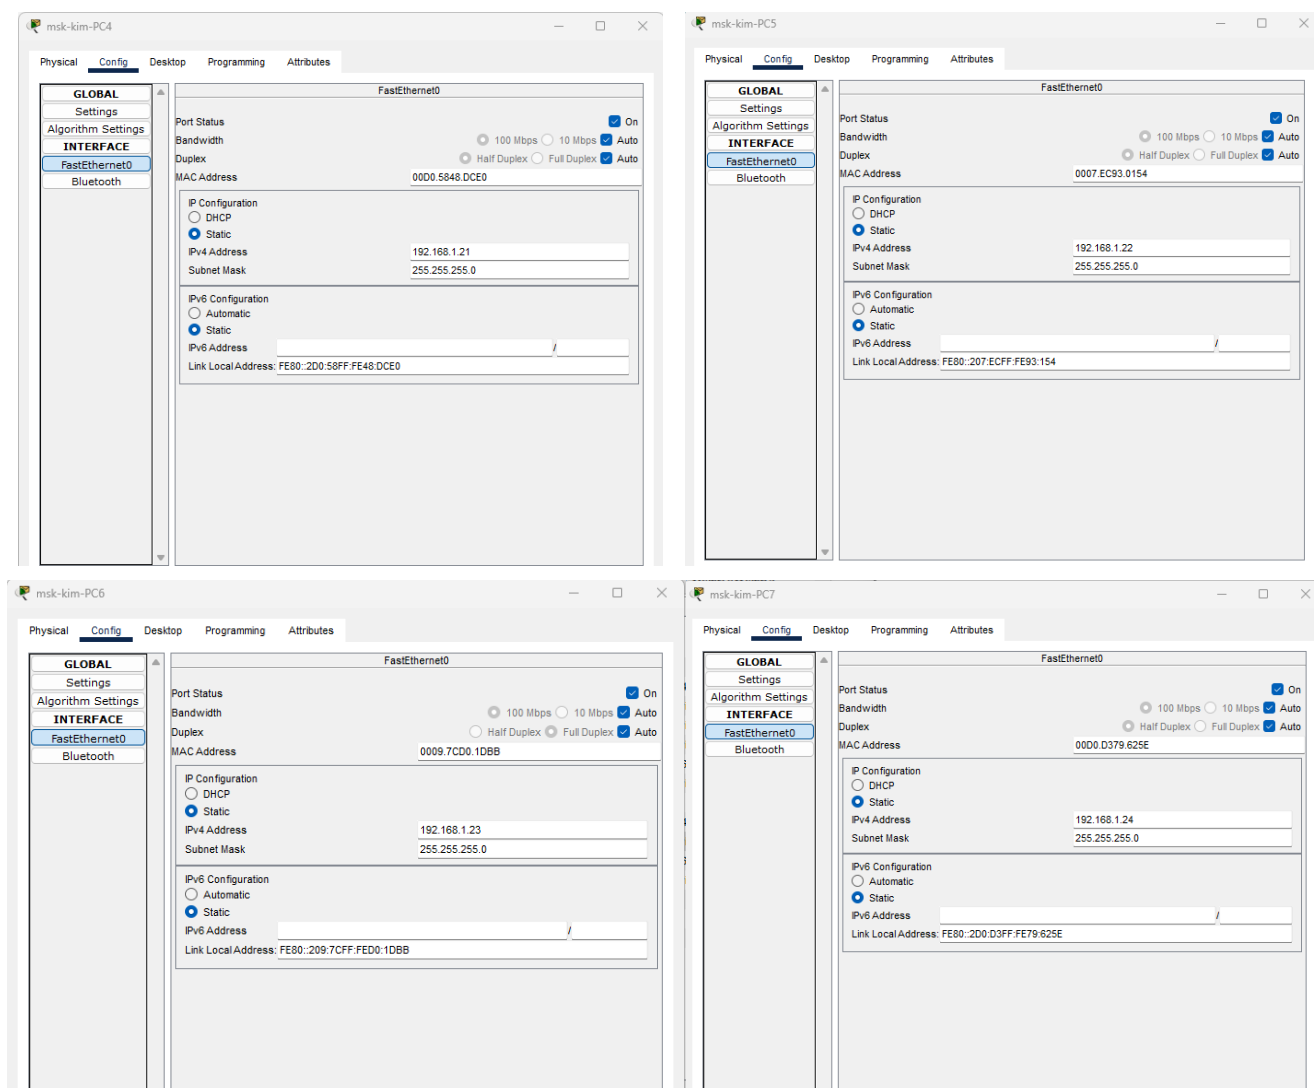 msk-kim-PC4
Physical Config Desktop Programming Attributes
GLOBAL
Settings
Algorithm Settings
INTERFACE
FastEthernet0
Bluetooth
FastEthernet0
Port Status On
Bandwidth 100 Mbps 10 Mbps Auto
Duplex Half Duplex Full Duplex Auto
MAC Address 00D0.5848.DCE0
IP Configuration
DHCP
Static
IPv4 Address 192.168.1.21
Subnet Mask 255.255.255.0
IPv6 Configuration
Automatic
Static
IPv6 Address /
Link Local Address: FE80::2D0:58FF:FE48:DCE0
msk-kim-PC5
Physical Config Desktop Programming Attributes
GLOBAL
Settings
Algorithm Settings
INTERFACE
FastEthernet0
Bluetooth
FastEthernet0
Port Status On
Bandwidth 100 Mbps 10 Mbps Auto
Duplex Half Duplex Full Duplex Auto
MAC Address 0007.EC93.0154
IP Configuration
DHCP
Static
IPv4 Address 192.168.1.22
Subnet Mask 255.255.255.0
IPv6 Configuration
Automatic
Static
IPv6 Address /
Link Local Address: FE80::207:ECFF:FE93:154
msk-kim-PC6
Physical Config Desktop Programming Attributes
GLOBAL
Settings
Algorithm Settings
INTERFACE
FastEthernet0
Bluetooth
FastEthernet0
Port Status On
Bandwidth 100 Mbps 10 Mbps Auto
Duplex Half Duplex Full Duplex Auto
MAC Address 0009.7CD0.1DBB
IP Configuration
DHCP
Static
IPv4 Address 192.168.1.23
Subnet Mask 255.255.255.0
IPv6 Configuration
Automatic
Static
IPv6 Address /
Link Local Address: FE80::209:7CFF:FED0:1DBB
msk-kim-PC7
Physical Config Desktop Programming Attributes
GLOBAL
Settings
Algorithm Settings
INTERFACE
FastEthernet0
Bluetooth
FastEthernet0
Port Status On
Bandwidth 100 Mbps 10 Mbps Auto
Duplex Half Duplex Full Duplex Auto
MAC Address 00D0.D379.625E
IP Configuration
DHCP
Static
IPv4 Address 192.168.1.24
Subnet Mask 255.255.255.0
IPv6 Configuration
Automatic
Static
IPv6 Address /
Link Local Address: FE80::2D0:D3FF:FE79:625E